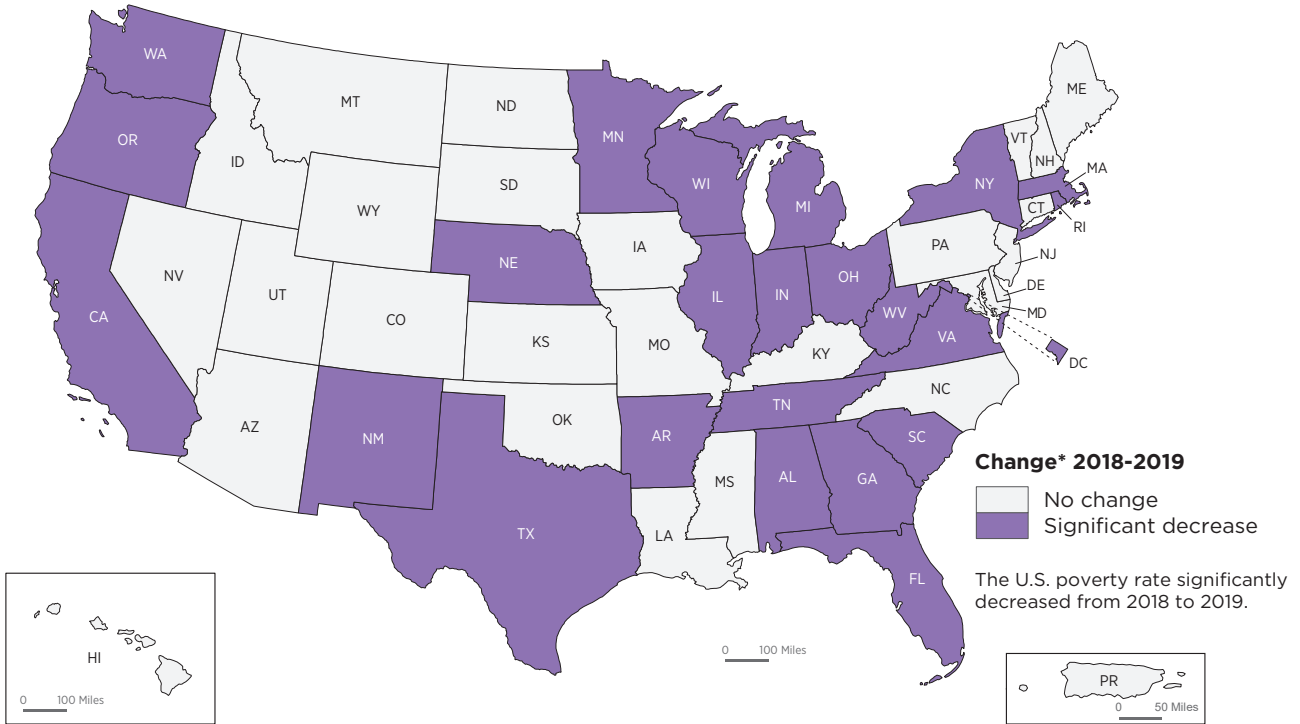 WA
MT
ND
MN
ME
OR
ID
SD
WI
MI
NY
VT
NH
MA
WY
CT
RI
IA
PA
NJ
NE
NV
UT
CO
IL
IN
OH
WV
DE
MD
CA
KS
MO
KY
VA
DC
AZ
NM
OK
AR
TN
NC
SC
TX
LA
MS
AL
GA
FL
Change* 2018-2019
No change
Significant decrease
The U.S. poverty rate significantly
decreased from 2018 to 2019.
HI
0 100 Miles
0 100 Miles
PR
0 50 Miles